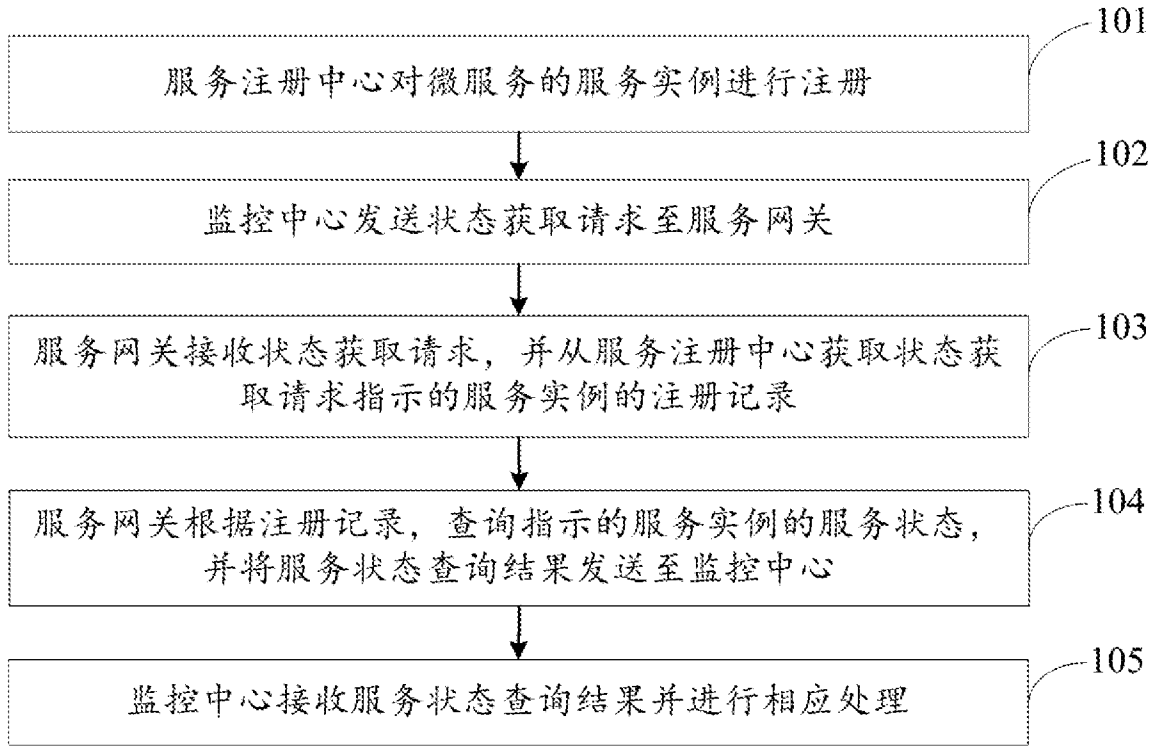 101
服务注册中心对微服务的服务实例进行注册
102
监控中心发送状态获取请求至服务网关
103
服务网关接收状态获取请求，并从服务注册中心获取状态获
取请求指示的服务实例的注册记录
104
服务网关根据注册记录，查询指示的服务实例的服务状态，
并将服务状态查询结果发送至监控中心
105
监控中心接收服务状态查询结果并进行相应处理